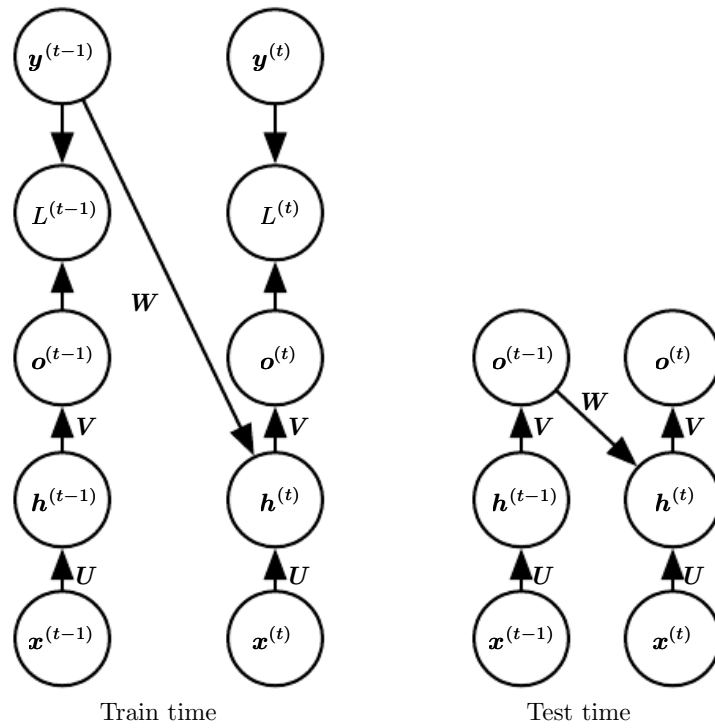 y^(t−1) y^(t)
L^(t−1) L^(t)
W
o^(t−1) o^(t) o^(t−1) o^(t)
W
V V V V
h^(t−1) h^(t) h^(t−1) h^(t)
U U U U
x^(t−1) x^(t) x^(t−1) x^(t)
Train time Test time